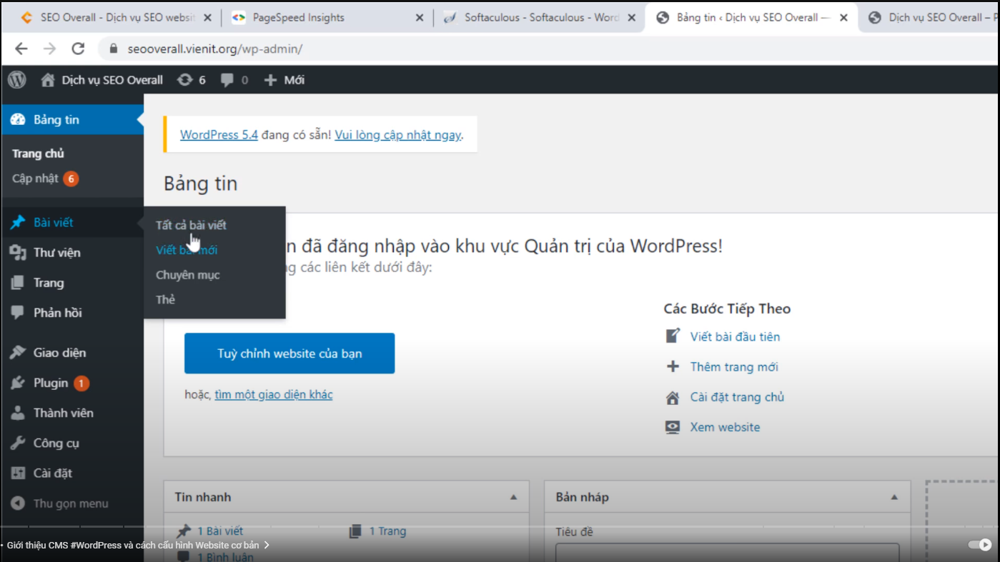 SEO Overall - Dịch vụ SEO websit
PageSpeed Insights
Softaculous - Softaculous - Word
Bảng tin ‹ Dịch vụ SEO Overall —
Dịch vụ SEO Overall –
seooverall.vienit.org/wp-admin/
Dịch vụ SEO Overall 6 0 Mới
Bảng tin
Trang chủ
Cập nhật 6
Bài viết
Tất cả bài viết
Viết bài mới
Chuyên mục
Thẻ
Thư viện
Trang
Phản hồi
Giao diện
Plugin 1
Thành viên
Công cụ
Cài đặt
Thu gọn menu
WordPress 5.4 đang có sẵn! Vui lòng cập nhật ngay.
Bảng tin
n đã đăng nhập vào khu vực Quản trị của WordPress!
ng các liên kết dưới đây:
Tuỳ chỉnh website của bạn
hoặc, tìm một giao diện khác
Các Bước Tiếp Theo
Viết bài đầu tiên
Thêm trang mới
Cài đặt trang chủ
Xem website
Tin nhanh
1 Bài viết
1 Trang
1 Bình luận
Bản nháp
Tiêu đề
• Giới thiệu CMS #WordPress và cách cấu hình Website cơ bản